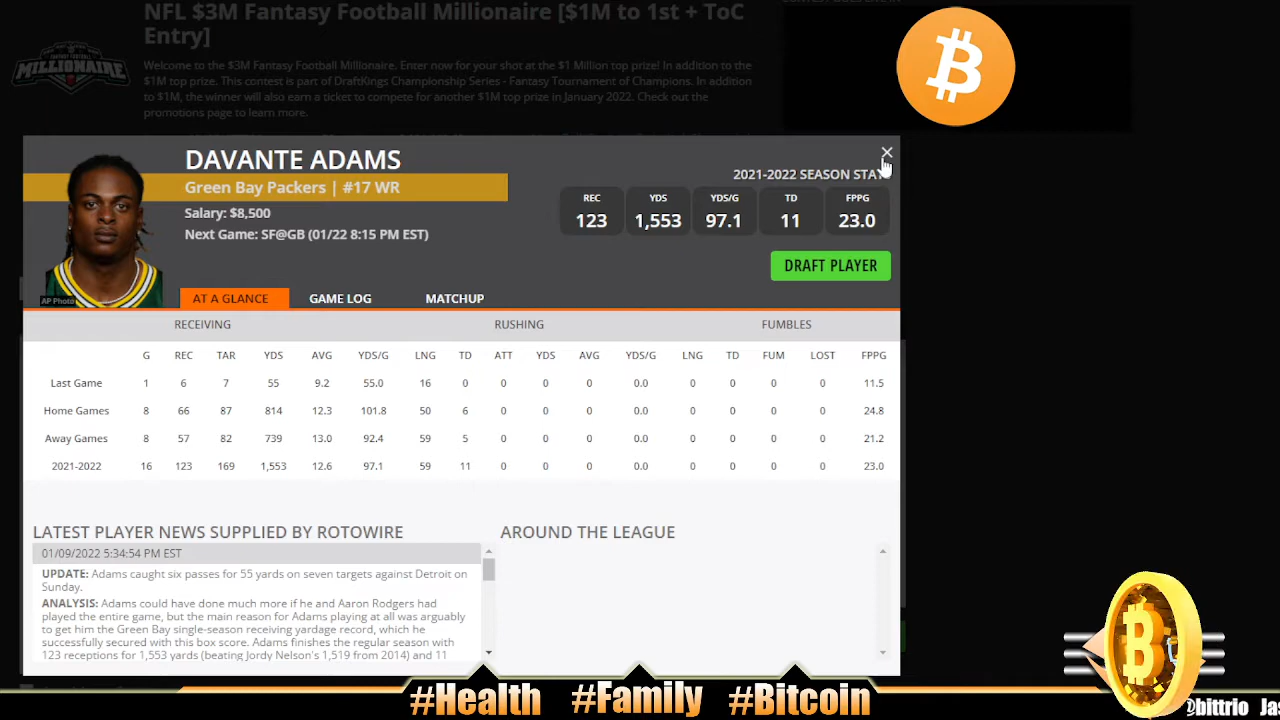 NFL $3M Fantasy Football Millionaire [$1M to 1st + ToC
Entry]
MILLIONAIRE
Welcome to the $3M Fantasy Football Millionaire. Enter now for your shot at the $1 Million top prize! In addition to the
$1M top prize. This contest is part of DraftKings Championship Series - Fantasy Tournament of Champions. In addition
to $1M, the winner will also earn a ticket to compete for another $1M top prize in January 2022. Check out the
promotions page to learn more.
DAVANTE ADAMS
Green Bay Packers | #17 WR
Salary: $8,500
Next Game: SF@GB (01/22 8:15 PM EST)
AP Photo
2021-2022 SEASON STA
REC YDS YDS/G TD FPPG
123 1,553 97.1 11 23.0
DRAFT PLAYER
AT A GLANCE GAME LOG MATCHUP
RECEIVING RUSHING FUMBLES
G REC TAR YDS AVG YDS/G LNG TD ATT YDS AVG YDS/G LNG TD FUM LOST FPPG
Last Game 1 6 7 55 9.2 55.0 16 0 0 0 0 0.0 0 0 0 0 11.5
Home Games 8 66 87 814 12.3 101.8 50 6 0 0 0 0.0 0 0 0 0 24.8
Away Games 8 57 82 739 13.0 92.4 59 5 0 0 0 0.0 0 0 0 0 21.2
2021-2022 16 123 169 1,553 12.6 97.1 59 11 0 0 0 0.0 0 0 0 0 23.0
LATEST PLAYER NEWS SUPPLIED BY ROTOWIRE
01/09/2022 5:34:54 PM EST
UPDATE: Adams caught six passes for 55 yards on seven targets against Detroit on
Sunday.
ANALYSIS: Adams could have done much more if he and Aaron Rodgers had
played the entire game, but the main reason for Adams playing at all was arguably
to get him the Green Bay single-season receiving yardage record, which he
successfully secured with this box score. Adams finishes the regular season with
123 receptions for 1,553 yards (beating Jordy Nelson's 1,519 from 2014) and 11
AROUND THE LEAGUE
#Health #Family #Bitcoin
@bittrio Jas